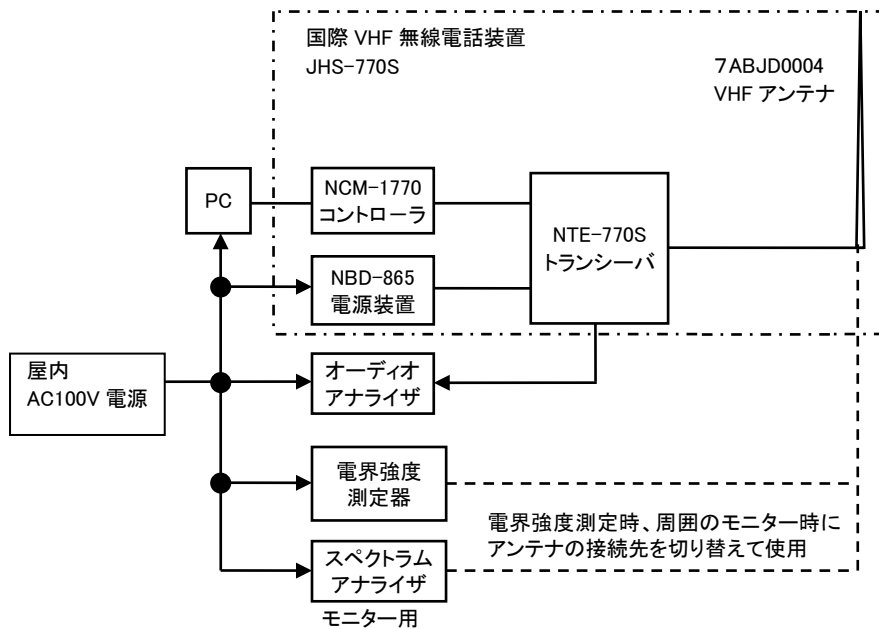 国際 VHF 無線電話装置
JHS-770S
7ABJD0004
VHF アンテナ
PC
NCM-1770
コントローラ
NTE-770S
トランシーバ
NBD-865
電源装置
屋内
AC100V 電源
オーディオ
アナライザ
電界強度
測定器
電界強度測定時、周囲のモニター時に
アンテナの接続先を切り替えて使用
スペクトラム
アナライザ
モニター用